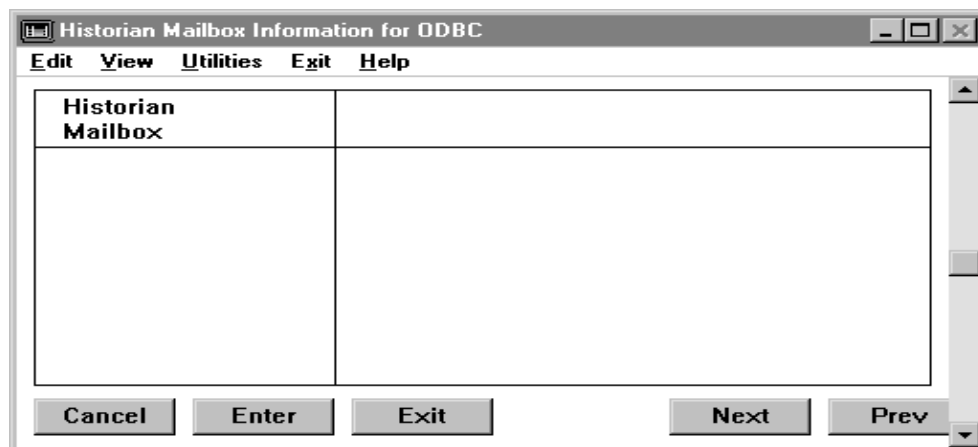 Historian Mailbox Information for ODBC
Edit View Utilities Exit Help
Historian
Mailbox
Cancel Enter Exit Next Prev